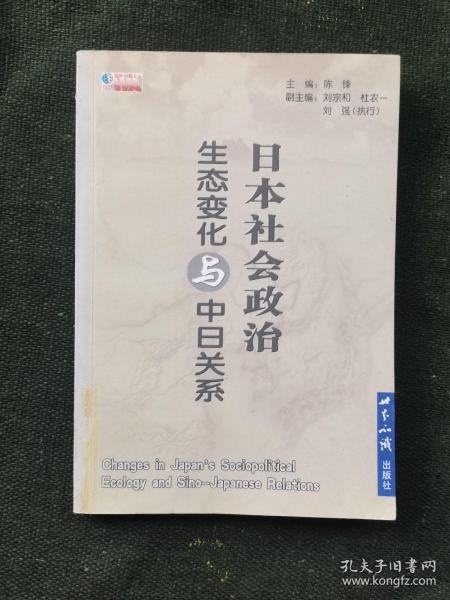 主 编：陈 锋
副主编：刘宗和 杜农一
刘 强（执行）
日本社会政治
生态变化与中日关系
Changes in Japan's Sociopolitical
Ecology and Sino-Japanese Relations
世界知识
出版社
孔夫子旧书网
www.kongfz.com